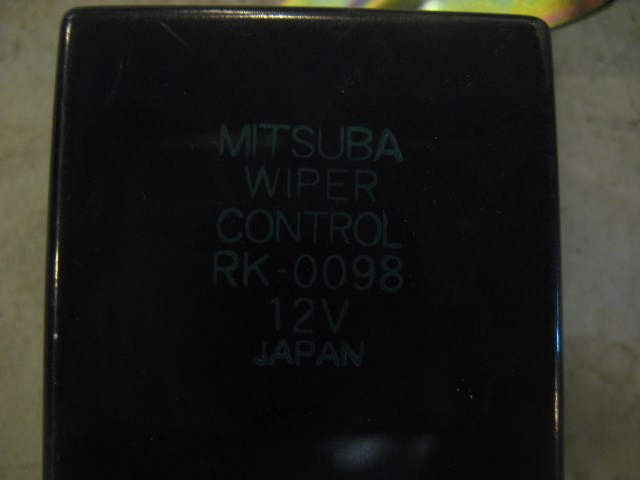 MITSUBA
WIPER
CONTROL
RK-0098
12V
JAPAN